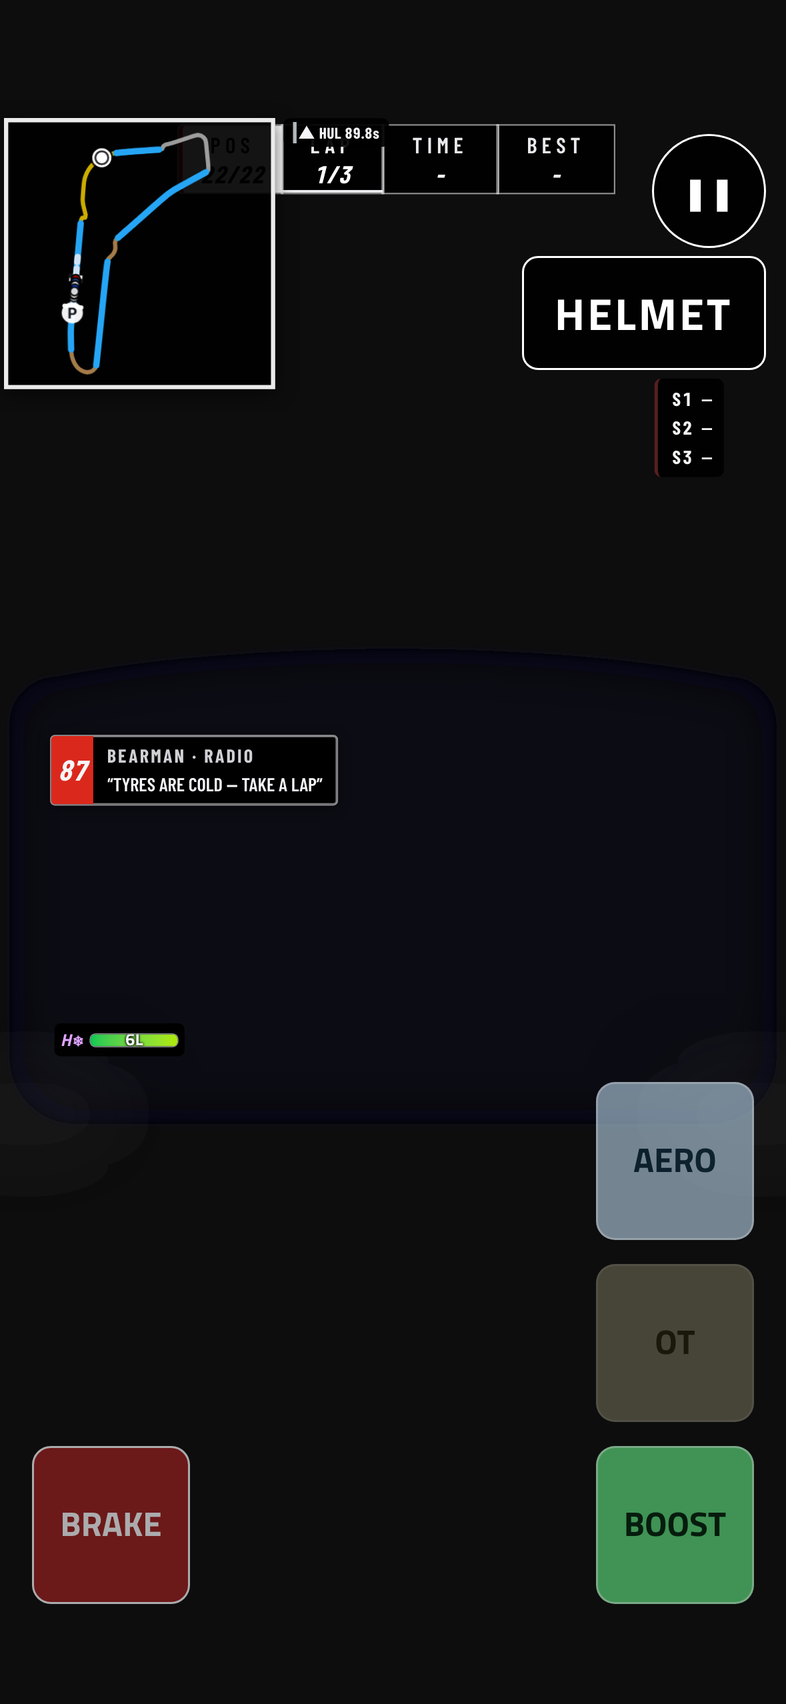 HUL 89.8s
POS
LAP
TIME
BEST
22/22
1/3
-
-
P
HELMET
S1 –
S2 –
S3 –
87
BEARMAN · RADIO
“TYRES ARE COLD – TAKE A LAP”
H❄ 6L
AERO
OT
BRAKE
BOOST